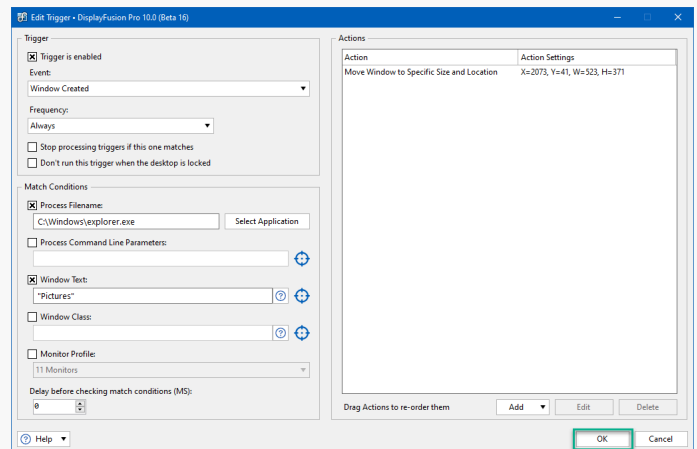 Edit Trigger • DisplayFusion Pro 10.0 (Beta 16)
Trigger
Trigger is enabled
Event:
Window Created
Frequency:
Always
Stop processing triggers if this one matches
Don't run this trigger when the desktop is locked
Match Conditions
Process Filename:
C:\Windows\explorer.exe
Select Application
Process Command Line Parameters:
Window Text:
"Pictures"
Window Class:
Monitor Profile:
11 Monitors
Delay before checking match conditions (MS):
0
Help
Actions
Action Action Settings
Move Window to Specific Size and Location X=2073, Y=41, W=523, H=371
Drag Actions to re-order them
Add
Edit
Delete
OK
Cancel